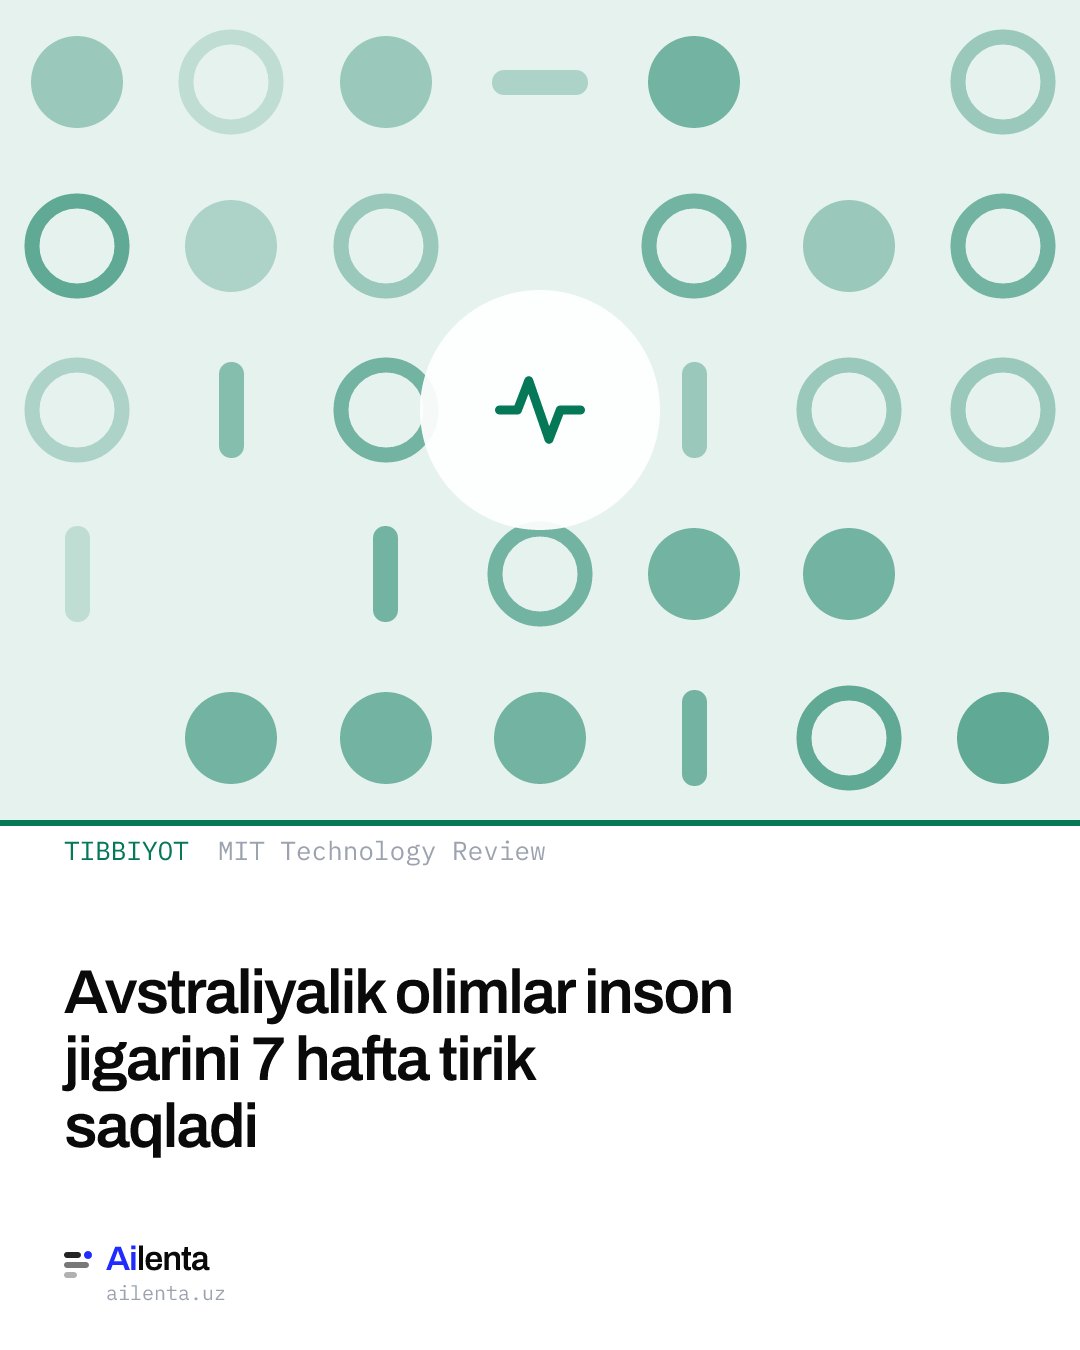 TIBBIYOT MIT Technology Review
Avstraliyalik olimlar inson
jigarini 7 hafta tirik
saqladi
Ailenta
ailenta.uz